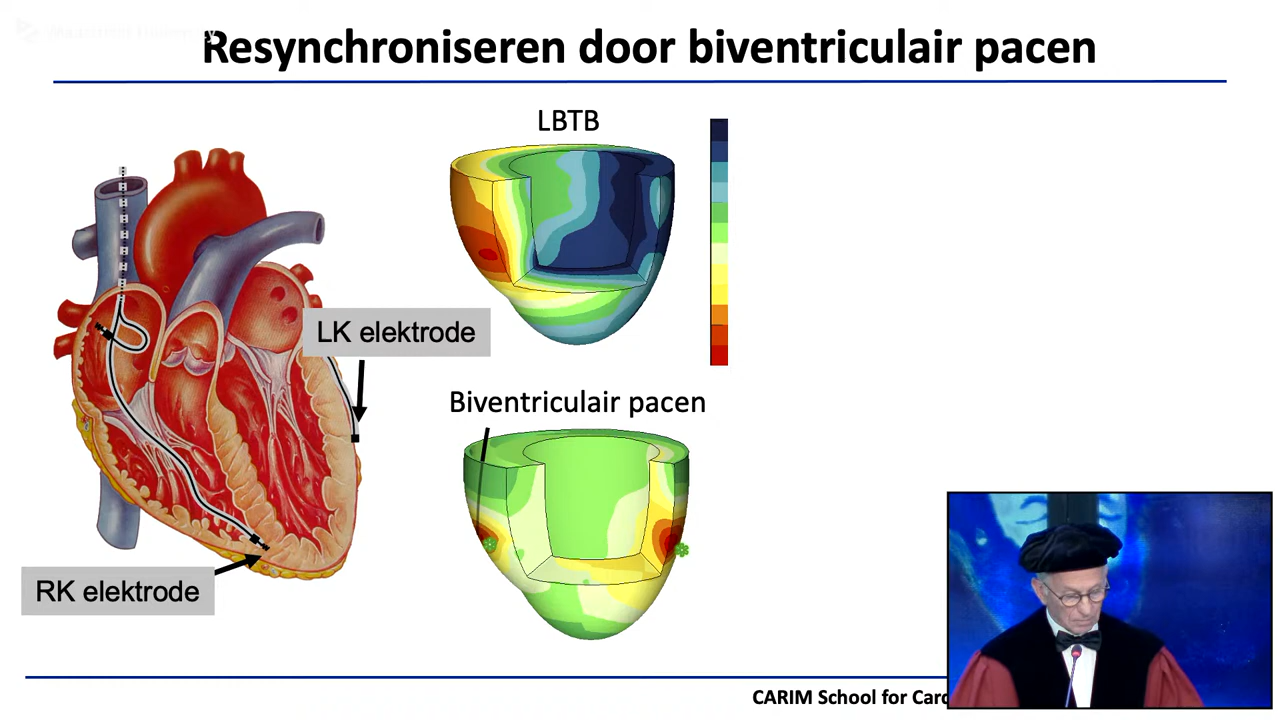 Resynchroniseren door biventriculair pacen
LBTB
LK elektrode
Biventriculair pacen
RK elektrode
CARIM School for Card